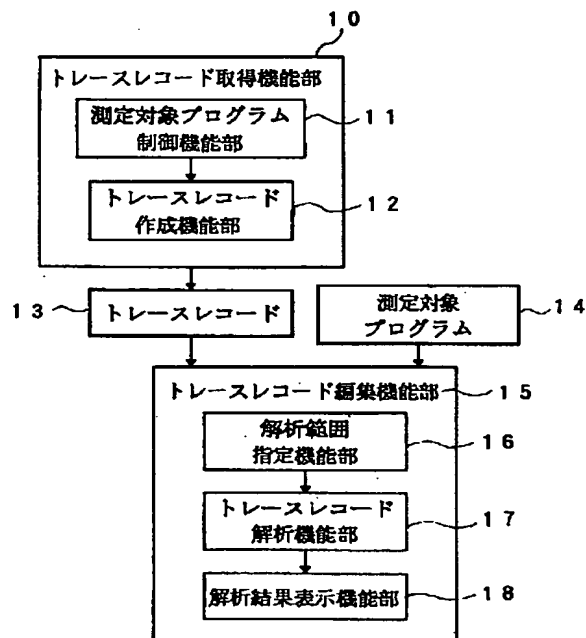 10
トレースレコード取得機能部
測定対象プログラム
制御機能部
11
トレースレコード
作成機能部
12
13
トレースレコード
測定対象
プログラム
14
トレースレコード編集機能部
15
解析範囲
指定機能部
16
トレースレコード
解析機能部
17
解析結果表示機能部
18